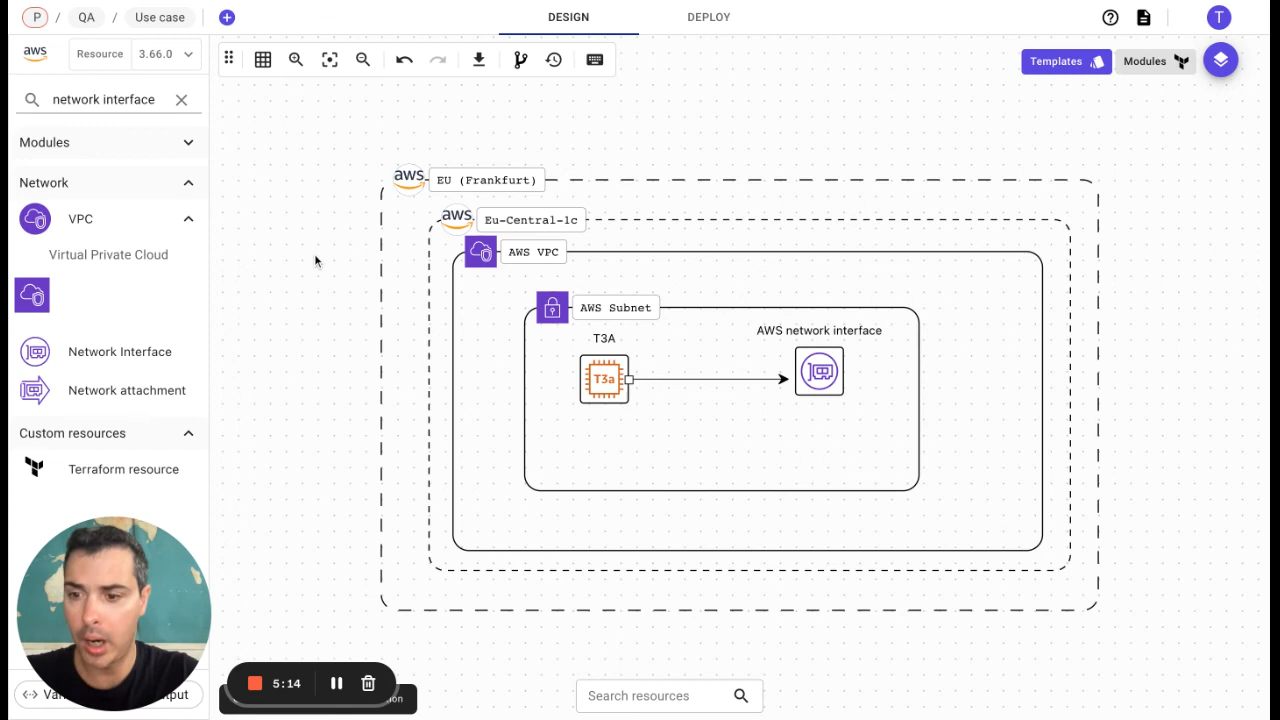 P / QA / Use case
DESIGN
DEPLOY
T
aws Resource 3.66.0
Templates
Modules
network interface
Modules
Network
VPC
Virtual Private Cloud
Network Interface
Network attachment
Custom resources
Terraform resource
aws EU (Frankfurt)
aws Eu-Central-1c
AWS VPC
AWS Subnet
T3A
T3a
AWS network interface
5:14
Search resources